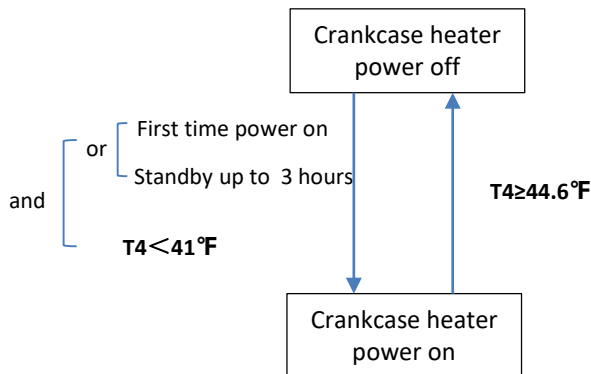 Crankcase heater
power off
First time power on
or
Standby up to 3 hours
and
T4<41℉
T4≥44.6℉
Crankcase heater
power on